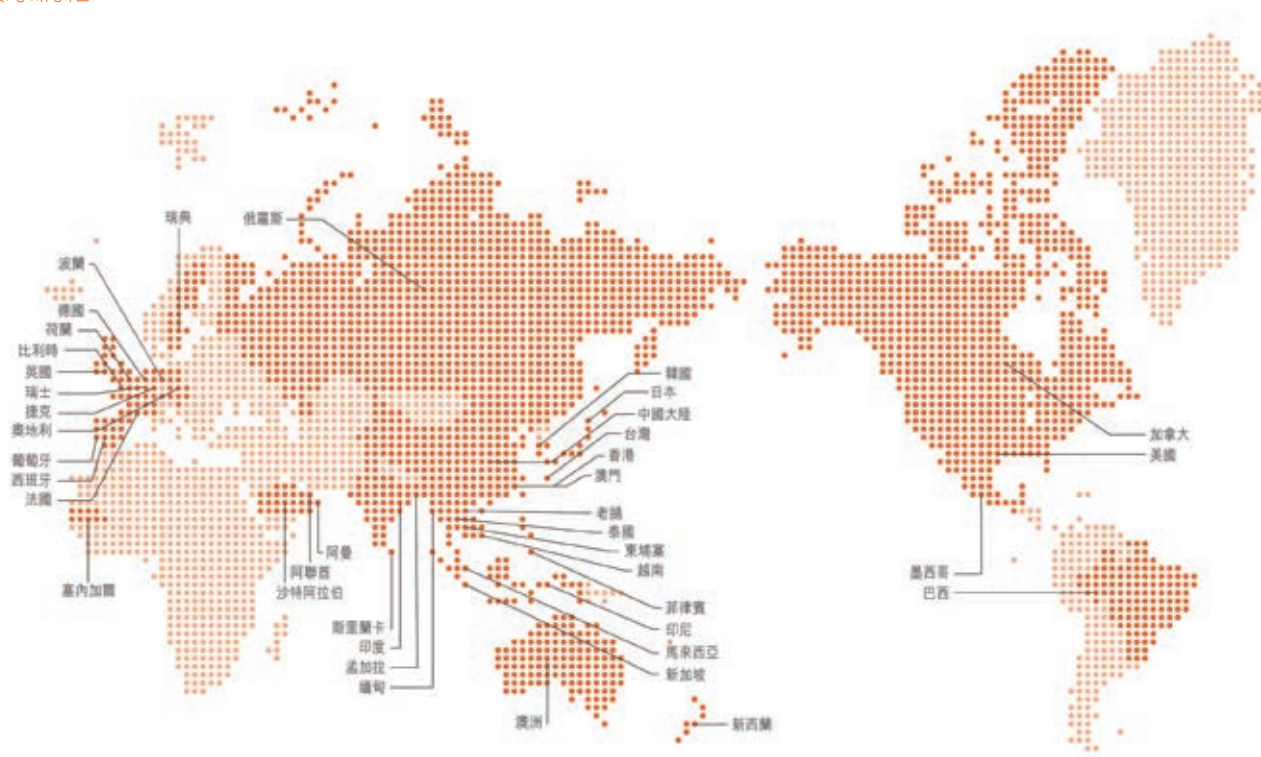 瑞典
俄羅斯
波蘭
德國
荷蘭
比利時
英國
瑞士
捷克
奧地利
葡萄牙
西班牙
法國
塞內加爾
阿曼
阿聯酋
沙特阿拉伯
斯里蘭卡
印度
孟加拉
緬甸
韓國
日本
中國大陸
台灣
香港
澳門
老撾
泰國
柬埔寨
越南
菲律賓
印尼
馬來西亞
新加坡
澳洲
新西蘭
加拿大
美國
墨西哥
巴西